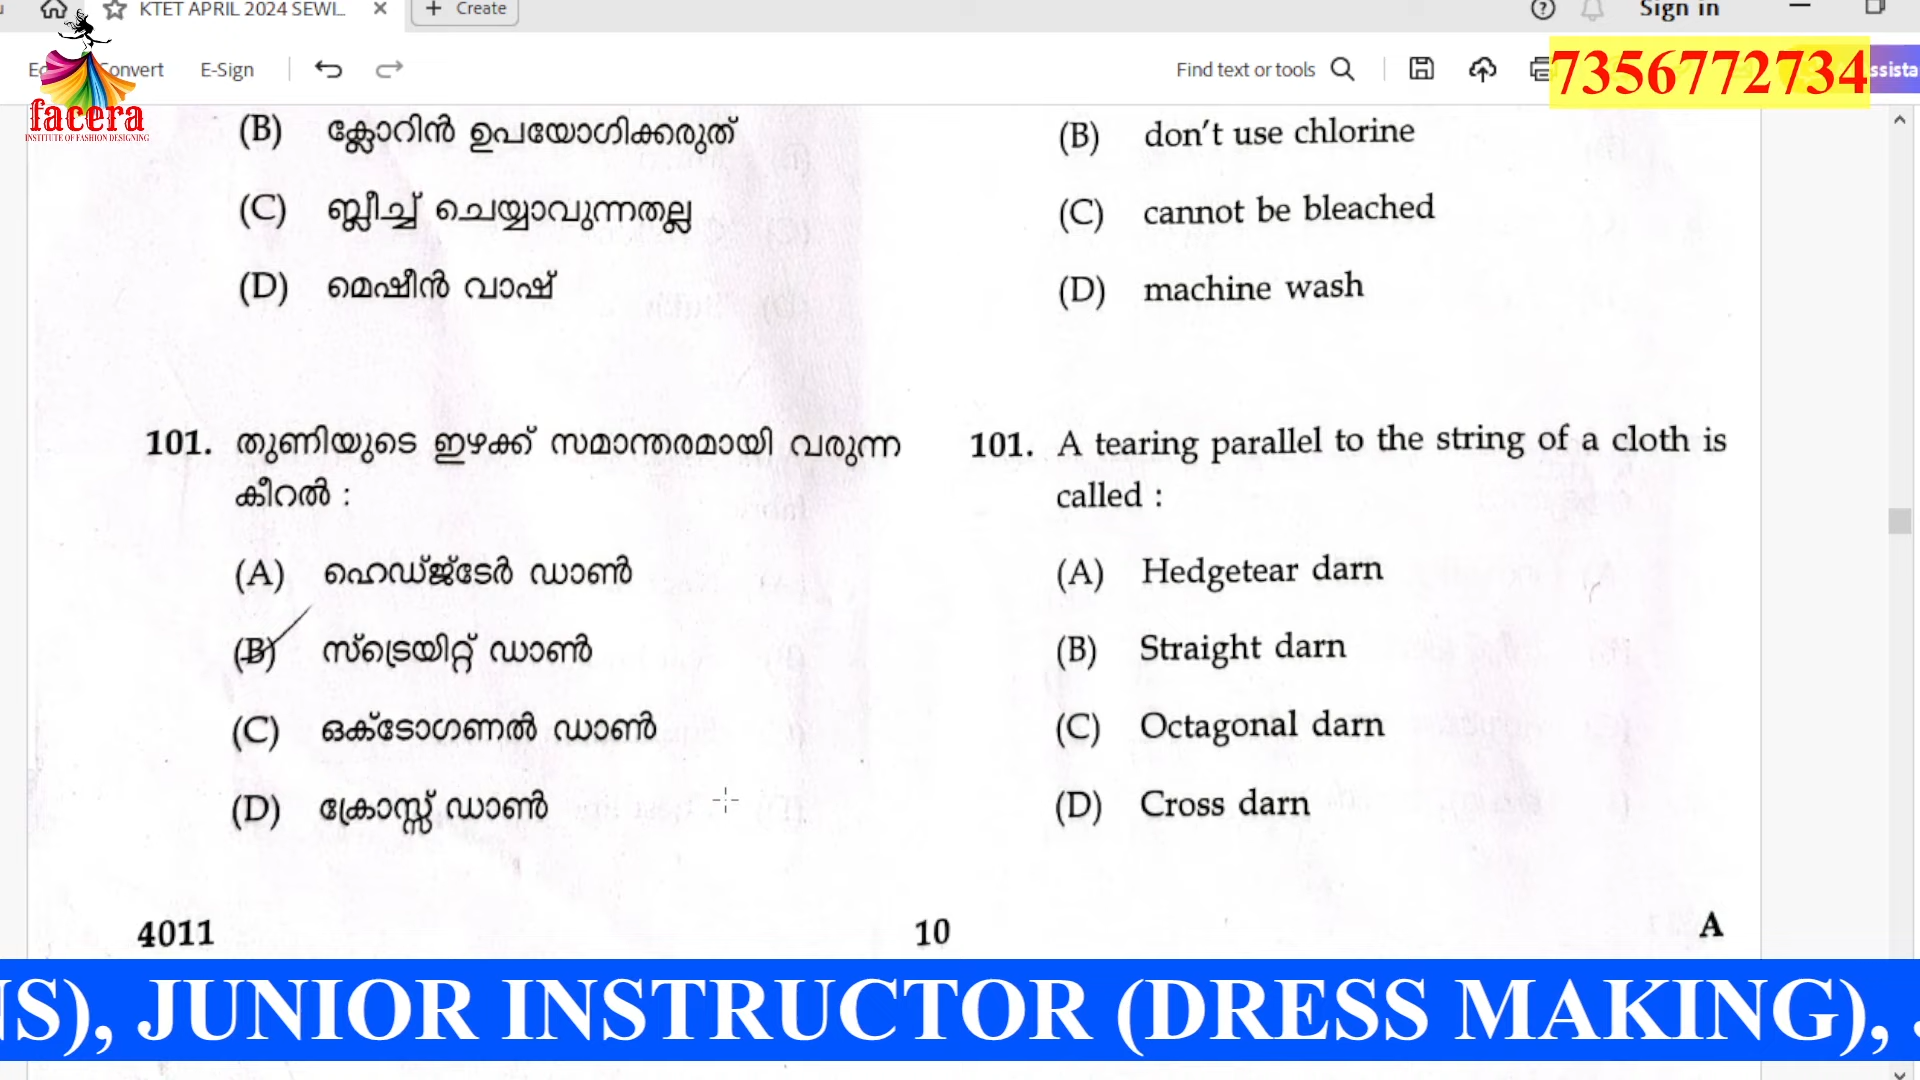 KTET APRIL 2024 SEWI...
Create
Sign in
Convert
E-Sign
Find text or tools
7356772734
facera
INSTITUTE OF FASHION DESIGNING
(B) ക്ലോറിൻ ഉപയോഗിക്കരുത്
(C) ബ്ലീച്ച് ചെയ്യാവുന്നതല്ല
(D) മെഷീൻ വാഷ്
(B) don't use chlorine
(C) cannot be bleached
(D) machine wash
101. തുണിയുടെ ഇഴക്ക് സമാന്തരമായി വരുന്ന
കീറൽ :
(A) ഹെഡ്ജ്ടേർ ഡാൺ
(B) സ്ട്രെയിറ്റ് ഡാൺ
(C) ഒക്ടോഗണൽ ഡാൺ
(D) ക്രോസ്സ് ഡാൺ
101. A tearing parallel to the string of a cloth is
called :
(A) Hedgetear darn
(B) Straight darn
(C) Octagonal darn
(D) Cross darn
4011
10
A
NS), JUNIOR INSTRUCTOR (DRESS MAKING),